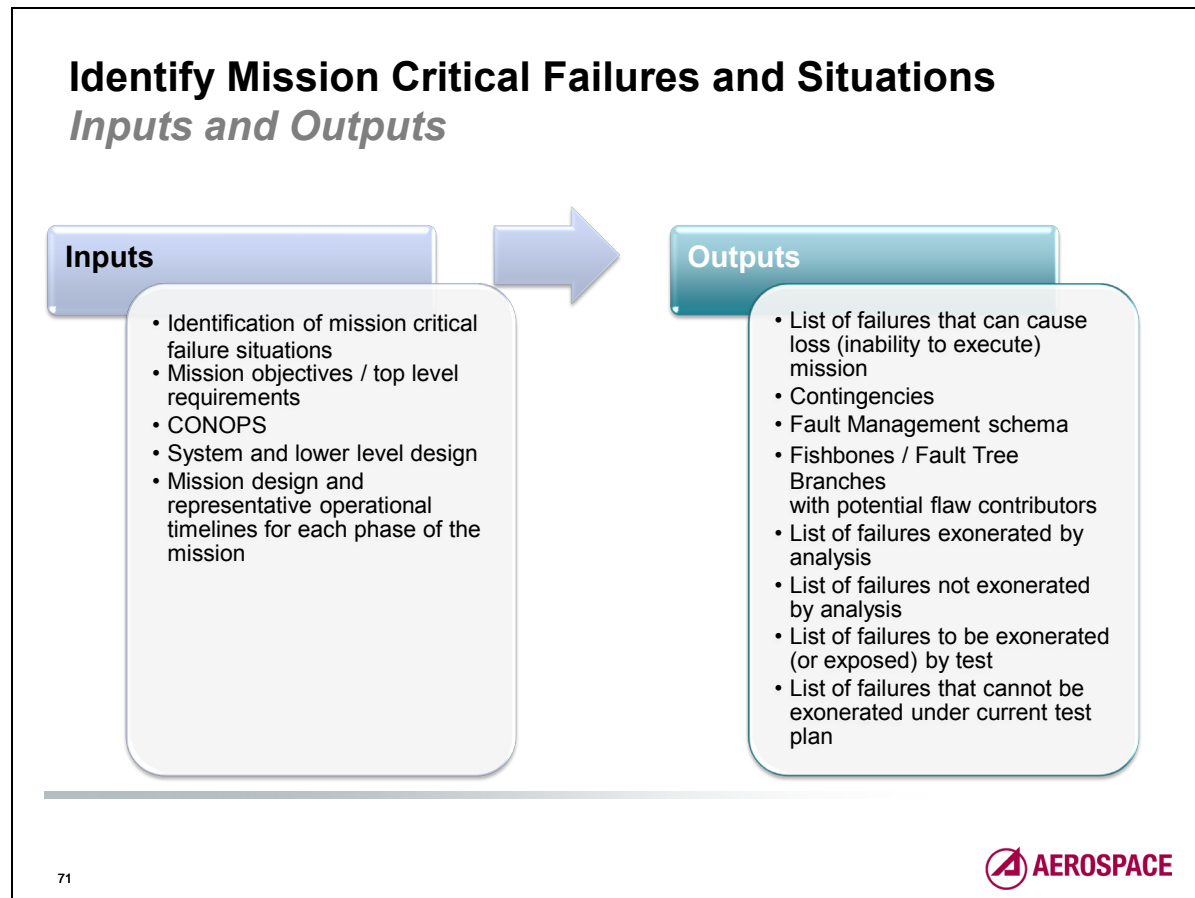 Identify Mission Critical Failures and Situations
Inputs and Outputs
Inputs
• Identification of mission critical
failure situations
• Mission objectives / top level
requirements
• CONOPS
• System and lower level design
• Mission design and
representative operational
timelines for each phase of the
mission
Outputs
• List of failures that can cause
loss (inability to execute)
mission
• Contingencies
• Fault Management schema
• Fishbones / Fault Tree
Branches
with potential flaw contributors
• List of failures exonerated by
analysis
• List of failures not exonerated
by analysis
• List of failures to be exonerated
(or exposed) by test
• List of failures that cannot be
exonerated under current test
plan
71
AEROSPACE